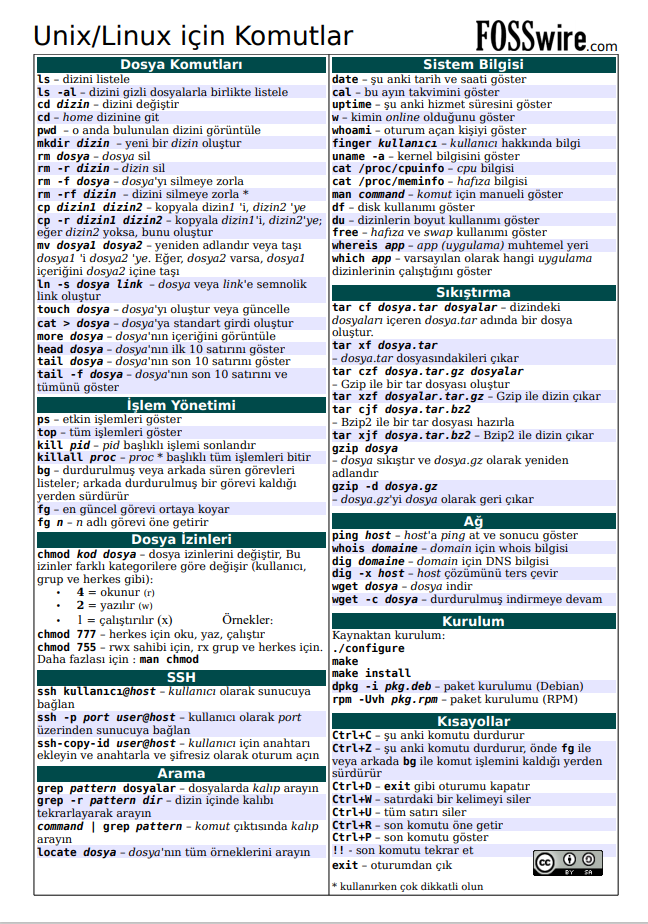 Unix/Linux için Komutlar
FOSSwire.com
Dosya Komutları
ls – dizini listele
ls -al – dizini gizli dosyalarla birlikte listele
cd dizin – dizini değiştir
cd – home dizinine git
pwd – o anda bulunulan dizini görüntüle
mkdir dizin – yeni bir dizin oluştur
rm dosya – dosya sil
rm -r dizin – dizin sil
rm -f dosya – dosya'yı silmeye zorla
rm -rf dizin – dizini silmeye zorla *
cp dizin1 dizin2 – kopyala dizin1 'i, dizin2 'ye
cp -r dizin1 dizin2 – kopyala dizin1'i, dizin2'ye;
eğer dizin2 yoksa, bunu oluştur
mv dosya1 dosya2 – yeniden adlandır veya taşı
dosya1 'i dosya2 'ye. Eğer, dosya2 varsa, dosya1
içeriğini dosya2 içine taşı
ln -s dosya link – dosya veya link'e semnolik
link oluştur
touch dosya – dosya'yı oluştur veya güncelle
cat > dosya – dosya'ya standart girdi oluştur
more dosya – dosya'nın içeriğini görüntüle
head dosya – dosya'nın ilk 10 satırını göster
tail dosya – dosya'nın son 10 satırını göster
tail -f dosya – dosya'nın son 10 satırını ve
tümünü göster
İşlem Yönetimi
ps – etkin işlemleri göster
top – tüm işlemleri göster
kill pid – pid başlıklı işlemi sonlandır
killall proc – proc * başlıklı tüm işlemleri bitir
bg – durdurulmuş veya arkada süren görevleri
listeler; arkada durdurulmuş bir görevi kaldığı
yerden sürdürür
fg – en güncel görevi ortaya koyar
fg n – n adlı görevi öne getirir
Dosya İzinleri
chmod kod dosya – dosya izinlerini değiştir, Bu
izinler farklı kategorilere göre değişir (kullanıcı,
grup ve herkes gibi):
• 4 = okunur (r)
• 2 = yazılır (w)
• 1 = çalıştırılır (x) Örnekler:
chmod 777 – herkes için oku, yaz, çalıştır
chmod 755 – rwx sahibi için, rx grup ve herkes için.
Daha fazlası için : man chmod
SSH
ssh kullanıcı@host – kullanıcı olarak sunucuya
bağlan
ssh -p port user@host – kullanıcı olarak port
üzerinden sunucuya bağlan
ssh-copy-id user@host – kullanıcı için anahtarı
ekleyin ve anahtarla ve şifresiz olarak oturum açın
Arama
grep pattern dosyalar – dosyalarda kalıp arayın
grep -r pattern dir – dizin içinde kalıbı
tekrarlayarak arayın
command | grep pattern – komut çıktısında kalıp
arayın
locate dosya – dosya'nın tüm örneklerini arayın
Sistem Bilgisi
date – şu anki tarih ve saati göster
cal – bu ayın takvimini göster
uptime – şu anki hizmet süresini göster
w – kimin online olduğunu göster
whoami – oturum açan kişiyi göster
finger kullanıcı – kullanıcı hakkında bilgi
uname -a – kernel bilgisini göster
cat /proc/cpuinfo – cpu bilgisi
cat /proc/meminfo – hafıza bilgisi
man command – komut için manueli göster
df – disk kullanımı göster
du – dizinlerin boyut kullanımı göster
free – hafıza ve swap kullanımı göster
whereis app – app (uygulama) muhtemel yeri
which app – varsayılan olarak hangi uygulama
dizinlerinin çalıştığını göster
Sıkıştırma
tar cf dosya.tar dosyalar – dizindeki
dosyaları içeren dosya.tar adında bir dosya
oluştur.
tar xf dosya.tar
– dosya.tar dosyasındakileri çıkar
tar czf dosya.tar.gz dosyalar
– Gzip ile bir tar dosyası oluştur
tar xzf dosyalar.tar.gz – Gzip ile dizin çıkar
tar cjf dosya.tar.bz2
– Bzip2 ile bir tar dosyası hazırla
tar xjf dosya.tar.bz2 – Bzip2 ile dizin çıkar
gzip dosya
– dosya sıkıştır ve dosya.gz olarak yeniden
adlandır
gzip -d dosya.gz
– dosya.gz'yi dosya olarak geri çıkar
Ağ
ping host – host'a ping at ve sonucu göster
whois domaine – domain için whois bilgisi
dig domaine – domain için DNS bilgisi
dig -x host – host çözümünü ters çevir
wget dosya – dosya indir
wget -c dosya – durdurulmuş indirmeye devam
Kurulum
Kaynaktan kurulum:
./configure
make
make install
dpkg -i pkg.deb – paket kurulumu (Debian)
rpm -Uvh pkg.rpm – paket kurulumu (RPM)
Kısayollar
Ctrl+C – şu anki komutu durdurur
Ctrl+Z – şu anki komutu durdurur, önde fg ile
veya arkada bg ile komut işlemini kaldığı yerden
sürdürür
Ctrl+D – exit gibi oturumu kapatır
Ctrl+W – satırdaki bir kelimeyi siler
Ctrl+U – tüm satırı siler
Ctrl+R – son komutu öne getir
Ctrl+P – son komutu göster
!! - son komutu tekrar et
exit – oturumdan çık
cc BY SA
* kullanırken çok dikkatli olun